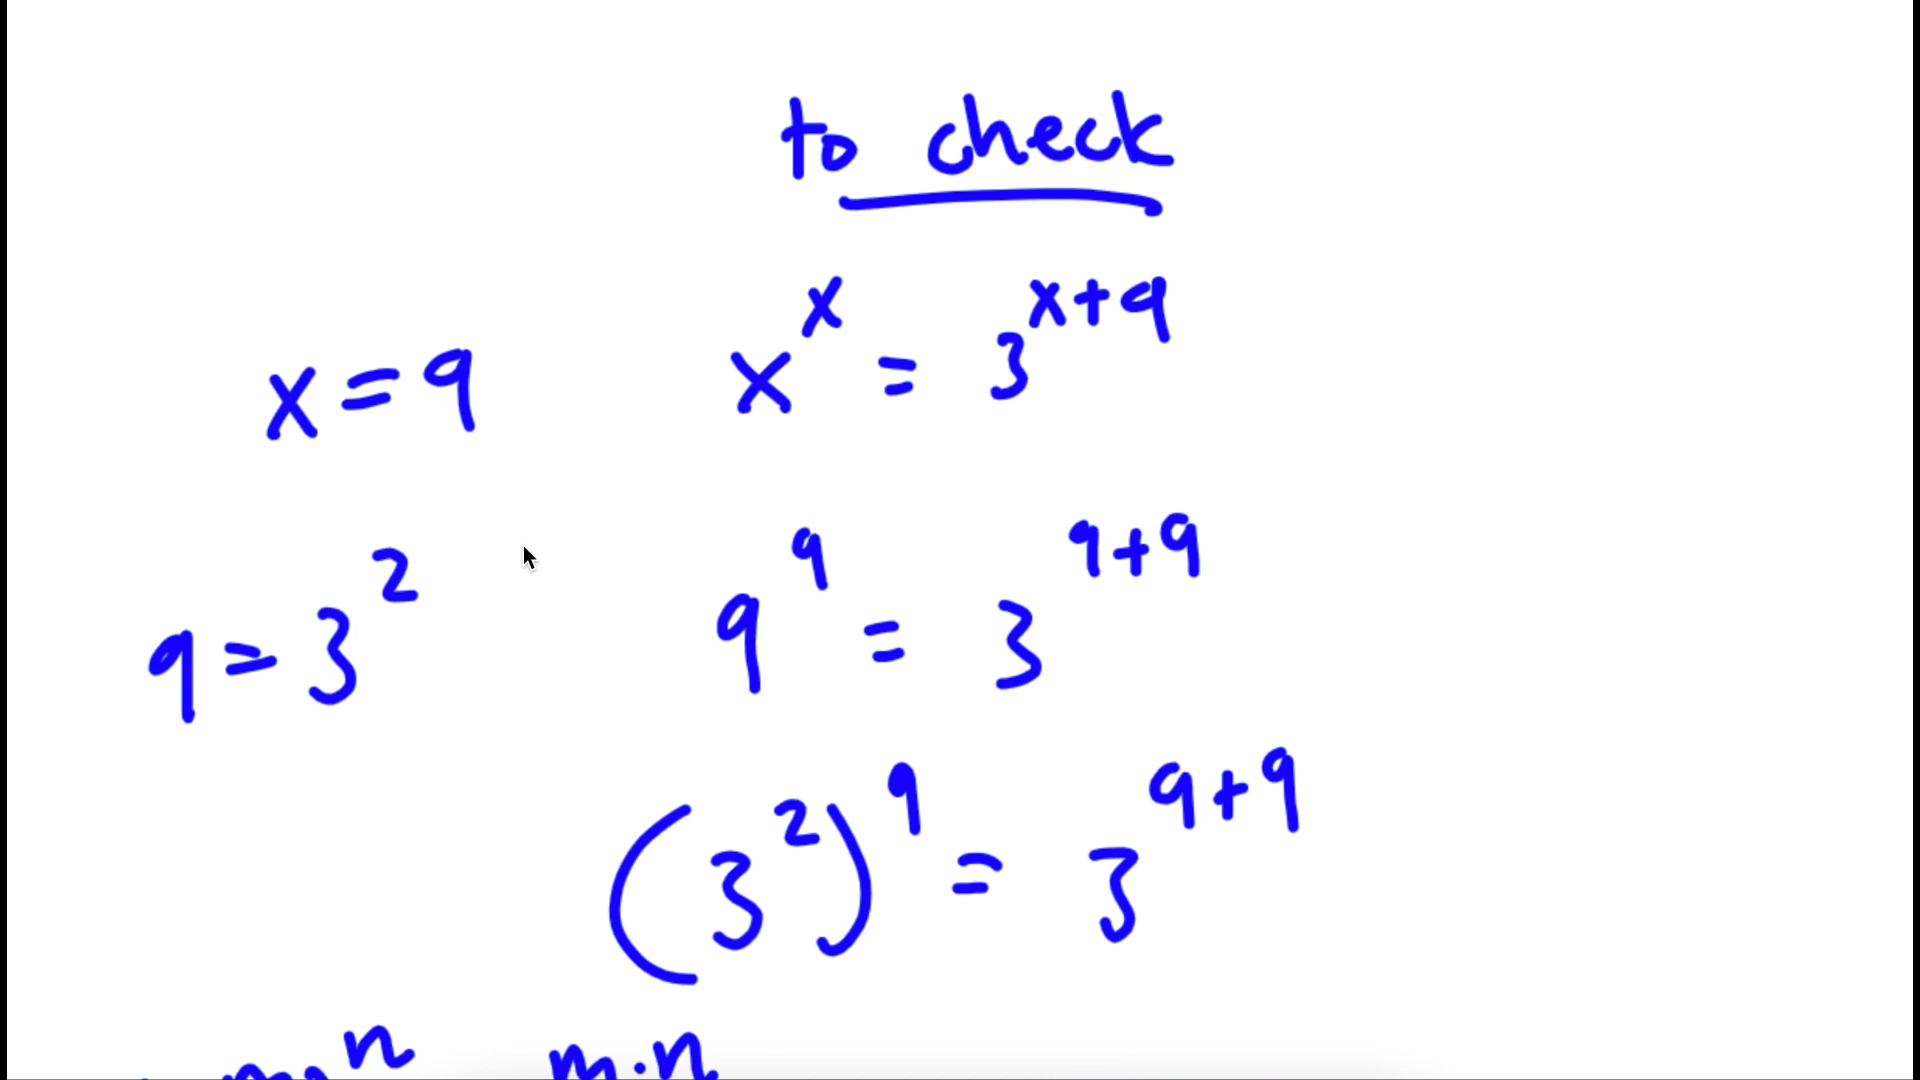 to check
x = 9
x^x = 3^{x+9}
9 = 3^2
9^9 = 3^{9+9}
(3^2)^9 = 3^{9+9}
m·n